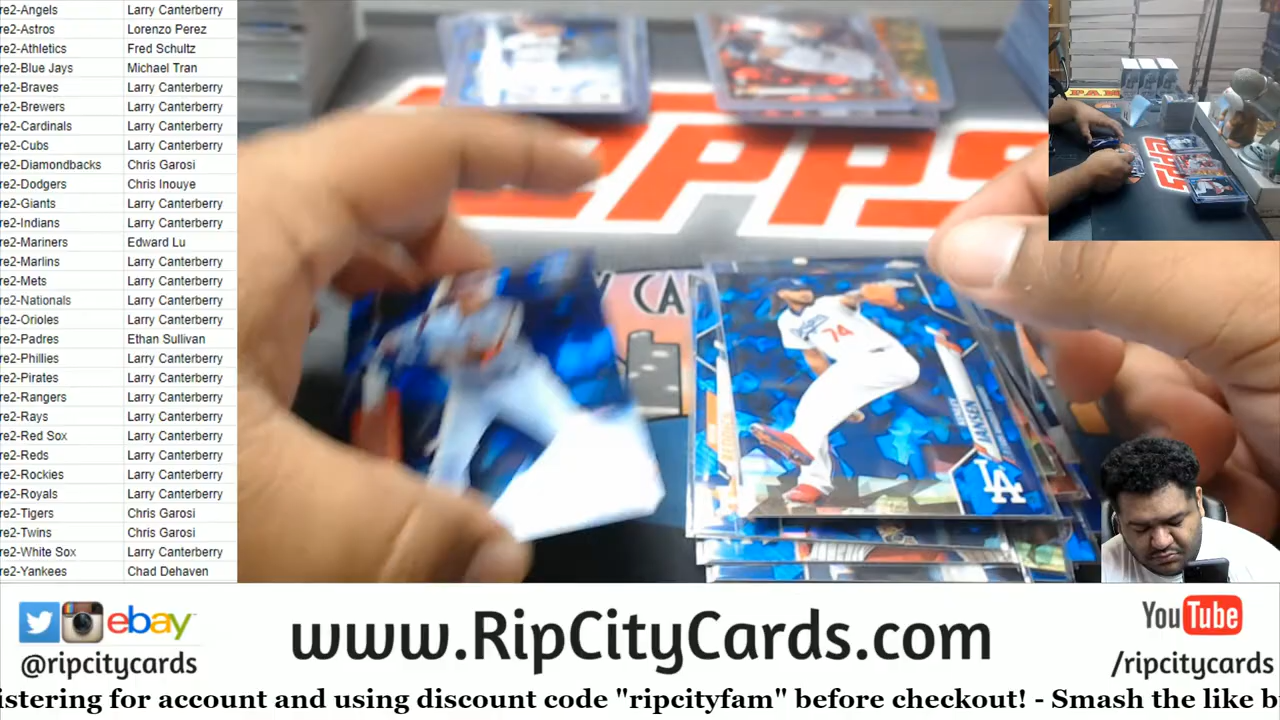 re2-Angels Larry Canterberry
re2-Astros Lorenzo Perez
re2-Athletics Fred Schultz
re2-Blue Jays Michael Tran
re2-Braves Larry Canterberry
re2-Brewers Larry Canterberry
re2-Cardinals Larry Canterberry
re2-Cubs Larry Canterberry
re2-Diamondbacks Chris Garosi
re2-Dodgers Chris Inouye
re2-Giants Larry Canterberry
re2-Indians Larry Canterberry
re2-Mariners Edward Lu
re2-Marlins Larry Canterberry
re2-Mets Larry Canterberry
re2-Nationals Larry Canterberry
re2-Orioles Larry Canterberry
re2-Padres Ethan Sullivan
re2-Phillies Larry Canterberry
re2-Pirates Larry Canterberry
re2-Rangers Larry Canterberry
re2-Rays Larry Canterberry
re2-Red Sox Larry Canterberry
re2-Reds Larry Canterberry
re2-Rockies Larry Canterberry
re2-Royals Larry Canterberry
re2-Tigers Chris Garosi
re2-Twins Chris Garosi
re2-White Sox Larry Canterberry
re2-Yankees Chad Dehaven
OPPS
Y CA
Dodgers
74
JANSEN
LA
ebay
@ripcitycards
www.RipCityCards.com
YouTube
/ripcitycards
istering for account and using discount code "ripcityfam" before checkout! - Smash the like b